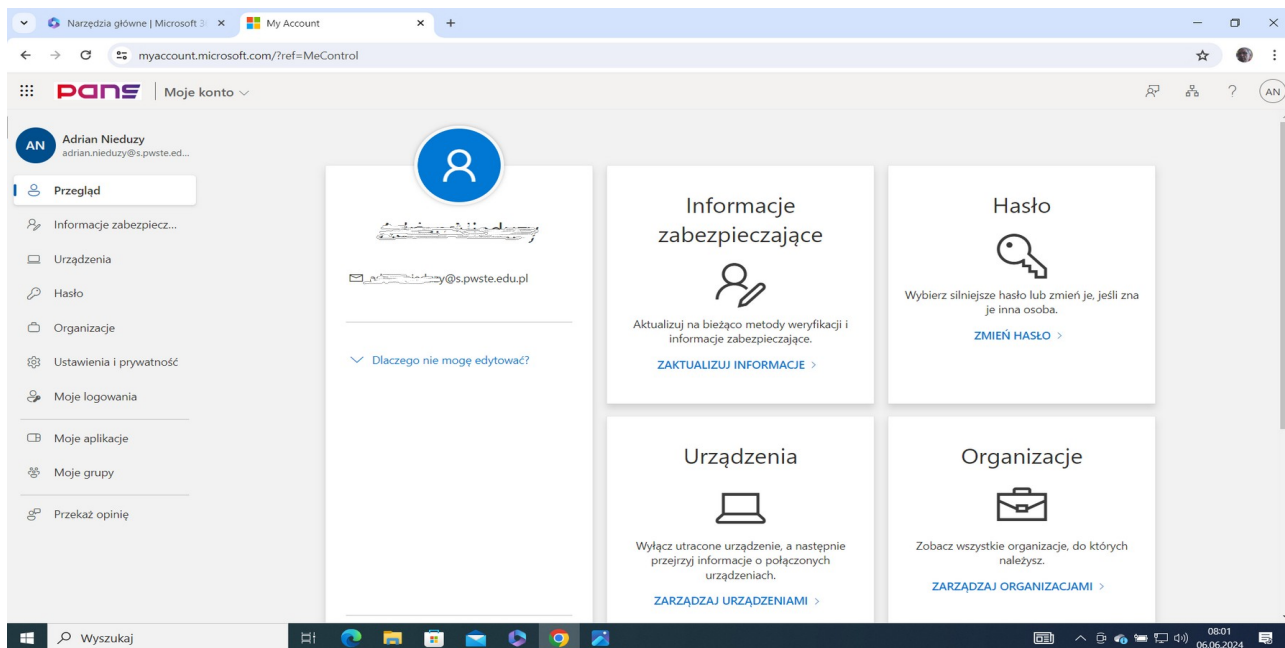 Narzędzia główne | Microsoft 3
My Account
myaccount.microsoft.com/?ref=MeControl
pans
Moje konto
AN
AN
Adrian Nieduzy
adrian.nieduzy@s.pwste.ed...
Przegląd
Informacje zabezpiecz...
Urządzenia
Hasło
Organizacje
Ustawienia i prywatność
Moje logowania
Moje aplikacje
Moje grupy
Przekaż opinię
y@s.pwste.edu.pl
Dlaczego nie mogę edytować?
Informacje
zabezpieczające
Aktualizuj na bieżąco metody weryfikacji i
informacje zabezpieczające.
ZAKTUALIZUJ INFORMACJE >
Hasło
Wybierz silniejsze hasło lub zmień je, jeśli zna
je inna osoba.
ZMIEŃ HASŁO >
Urządzenia
Wyłącz utracone urządzenie, a następnie
przejrzyj informacje o połączonych
urządzeniach.
ZARZĄDZAJ URZĄDZENIAMI >
Organizacje
Zobacz wszystkie organizacje, do których
należysz.
ZARZĄDZAJ ORGANIZACJAMI >
Wyszukaj
08:01
06.06.2024